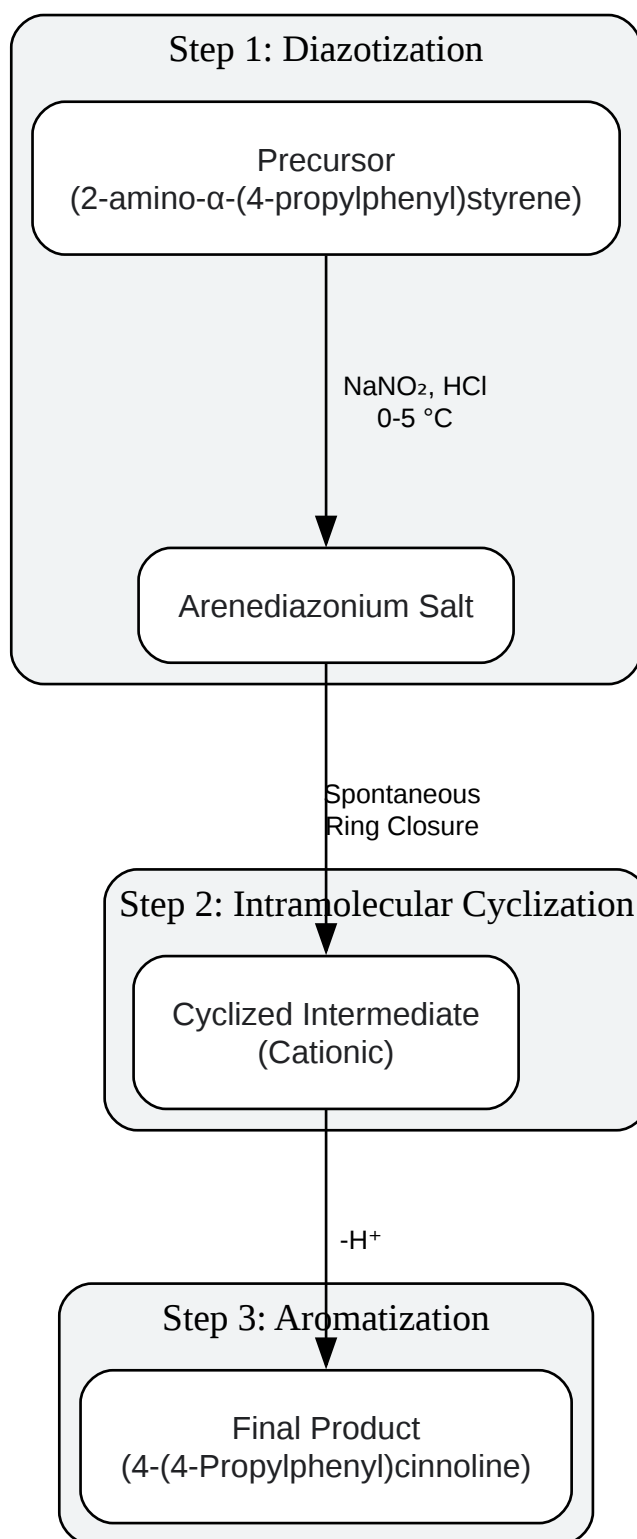 Step 1: Diazotization
Precursor
(2-amino-α-(4-propylphenyl)styrene)
NaNO₂, HCl
0-5 °C
Arenediazonium Salt
Spontaneous
Ring Closure
Step 2: Intramolecular Cyclization
Cyclized Intermediate
(Cationic)
-H⁺
Step 3: Aromatization
Final Product
(4-(4-Propylphenyl)cinnoline)